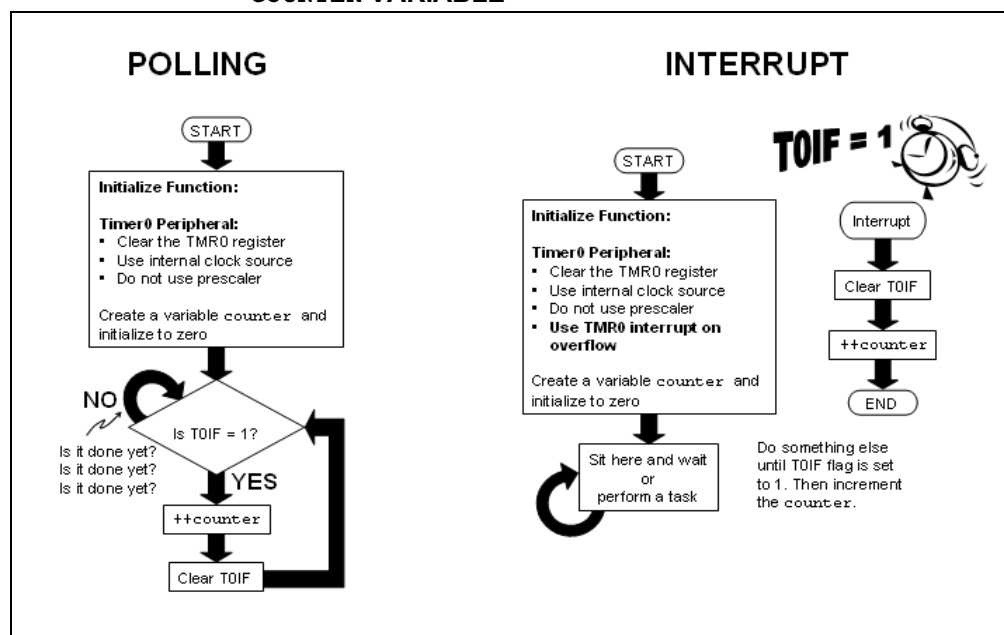 COUNTER VARIABLE
POLLING
START
Initialize Function:
Timer0 Peripheral:
▪ Clear the TMR0 register
▪ Use internal clock source
▪ Do not use prescaler
Create a variable counter and
initialize to zero
NO
Is T0IF = 1?
Is it done yet?
Is it done yet?
Is it done yet?
YES
++counter
Clear T0IF
INTERRUPT
START
Initialize Function:
Timer0 Peripheral:
▪ Clear the TMR0 register
▪ Use internal clock source
▪ Do not use prescaler
▪ Use TMR0 interrupt on
overflow
Create a variable counter and
initialize to zero
Sit here and wait
or
perform a task
T0IF = 1
Interrupt
Clear T0IF
++counter
END
Do something else
until T0IF flag is set
to 1. Then increment
the counter.